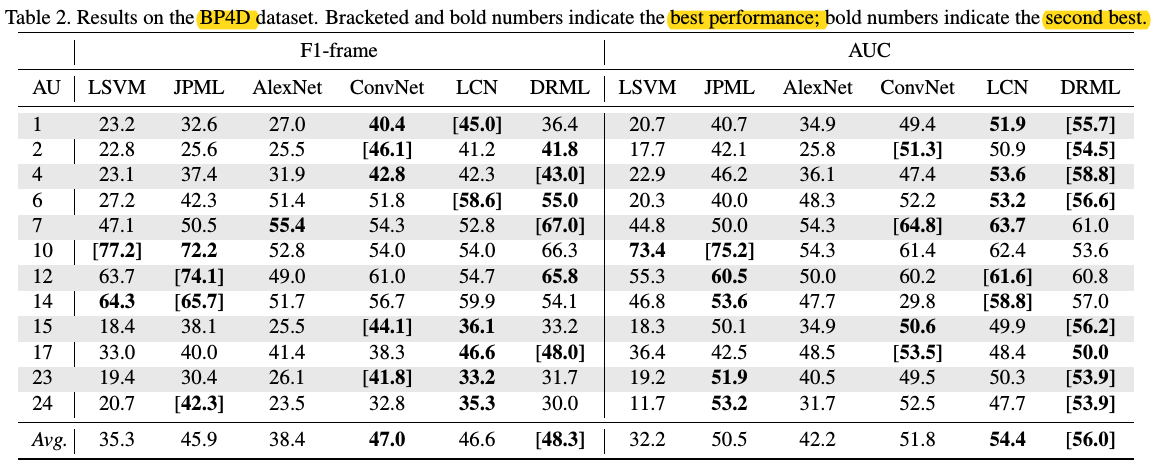 Table 2. Results on the BP4D dataset. Bracketed and bold numbers indicate the best performance; bold numbers indicate the second best.
F1-frame AUC
AU LSVM JPML AlexNet ConvNet LCN DRML LSVM JPML AlexNet ConvNet LCN DRML
1 23.2 32.6 27.0 40.4 [45.0] 36.4 20.7 40.7 34.9 49.4 51.9 [55.7]
2 22.8 25.6 25.5 [46.1] 41.2 41.8 17.7 42.1 25.8 [51.3] 50.9 [54.5]
4 23.1 37.4 31.9 42.8 42.3 [43.0] 22.9 46.2 36.1 47.4 53.6 [58.8]
6 27.2 42.3 51.4 51.8 [58.6] 55.0 20.3 40.0 48.3 52.2 53.2 [56.6]
7 47.1 50.5 55.4 54.3 52.8 [67.0] 44.8 50.0 54.3 [64.8] 63.7 61.0
10 [77.2] 72.2 52.8 54.0 54.0 66.3 73.4 [75.2] 54.3 61.4 62.4 53.6
12 63.7 [74.1] 49.0 61.0 54.7 65.8 55.3 60.5 50.0 60.2 [61.6] 60.8
14 64.3 [65.7] 51.7 56.7 59.9 54.1 46.8 53.6 47.7 29.8 [58.8] 57.0
15 18.4 38.1 25.5 [44.1] 36.1 33.2 18.3 50.1 34.9 50.6 49.9 [56.2]
17 33.0 40.0 41.4 38.3 46.6 [48.0] 36.4 42.5 48.5 [53.5] 48.4 50.0
23 19.4 30.4 26.1 [41.8] 33.2 31.7 19.2 51.9 40.5 49.5 50.3 [53.9]
24 20.7 [42.3] 23.5 32.8 35.3 30.0 11.7 53.2 31.7 52.5 47.7 [53.9]
Avg. 35.3 45.9 38.4 47.0 46.6 [48.3] 32.2 50.5 42.2 51.8 54.4 [56.0]